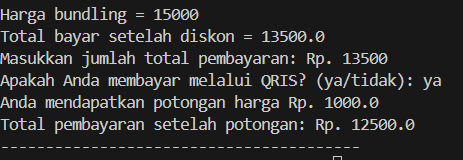 Harga bundling = 15000
Total bayar setelah diskon = 13500.0
Masukkan jumlah total pembayaran: Rp. 13500
Apakah Anda membayar melalui QRIS? (ya/tidak): ya
Anda mendapatkan potongan harga Rp. 1000.0
Total pembayaran setelah potongan: Rp. 12500.0
----------------------------------------